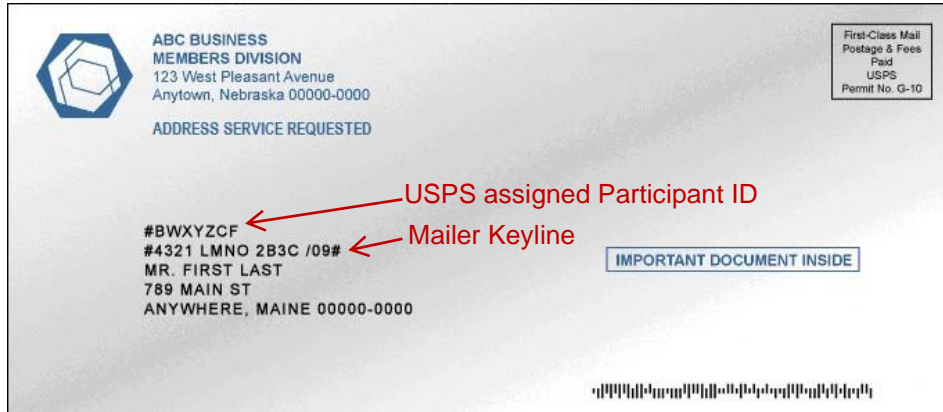 ABC BUSINESS
MEMBERS DIVISION
123 West Pleasant Avenue
Anytown, Nebraska 00000-0000
ADDRESS SERVICE REQUESTED
First-Class Mail
Postage & Fees
Paid
USPS
Permit No. G-10
USPS assigned Participant ID
Mailer Keyline
#BWXYZCF
#4321 LMNO 2B3C /09#
MR. FIRST LAST
789 MAIN ST
ANYWHERE, MAINE 00000-0000
IMPORTANT DOCUMENT INSIDE